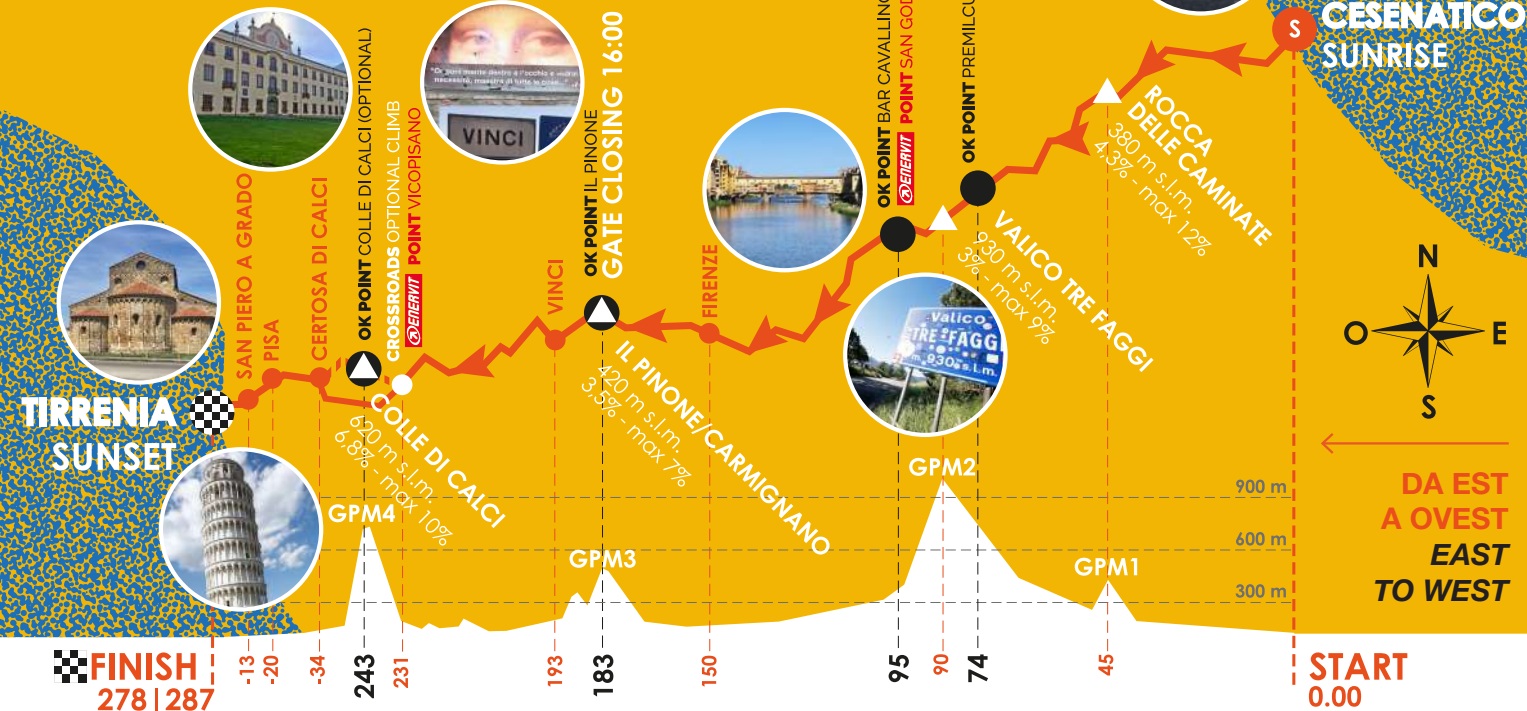 CESENATICO
SUNRISE
S
ROCCA
DELLE CAMINATE
380 m s.l.m.
4,3% - max 12%
OK POINT PREMILCU
VALICO TRE FAGGI
930 m s.l.m.
3% - max 9%
OK POINT BAR CAVALLINO
ENERVIT POINT SAN GOD
Valico
TRE FAGG
m. 930 s.l.m.
FIRENZE
OK POINT IL PINONE
GATE CLOSING 16:00
IL PINONE/CARMIGNANO
420 m s.l.m.
3,5% - max 7%
VINCI
VINCI
CROSSROADS OPTIONAL CLIMB
ENERVIT POINT VICOPISANO
OK POINT COLLE DI CALCI (OPTIONAL)
COLLE DI CALCI
620 m s.l.m.
6,8% - max 10%
CERTOSA DI CALCI
PISA
SAN PIERO A GRADO
TIRRENIA
SUNSET
N
O
E
S
DA EST
A OVEST
EAST
TO WEST
900 m
600 m
300 m
GPM4
GPM3
GPM2
GPM1
FINISH
278 | 287
-13
-20
-34
243
231
193
183
150
95
90
74
45
START
0.00